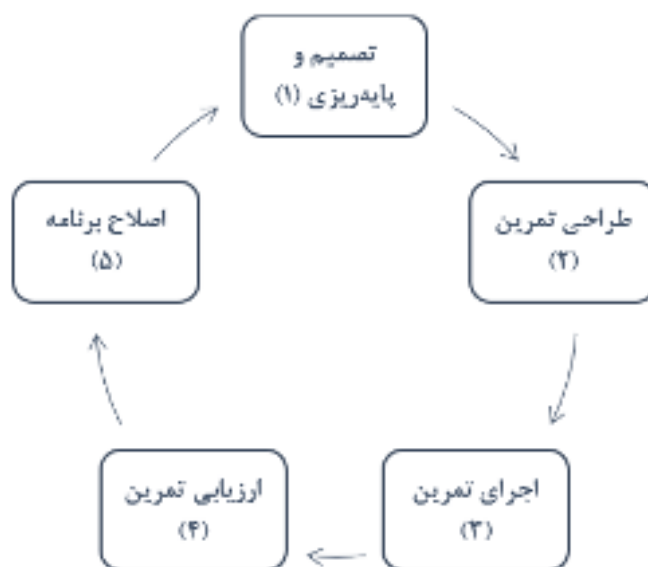 تصمیم و
پایه‌ریزی (۱)
طراحی تمرین
(۲)
اجرای تمرین
(۳)
ارزیابی تمرین
(۴)
اصلاح برنامه
(۵)